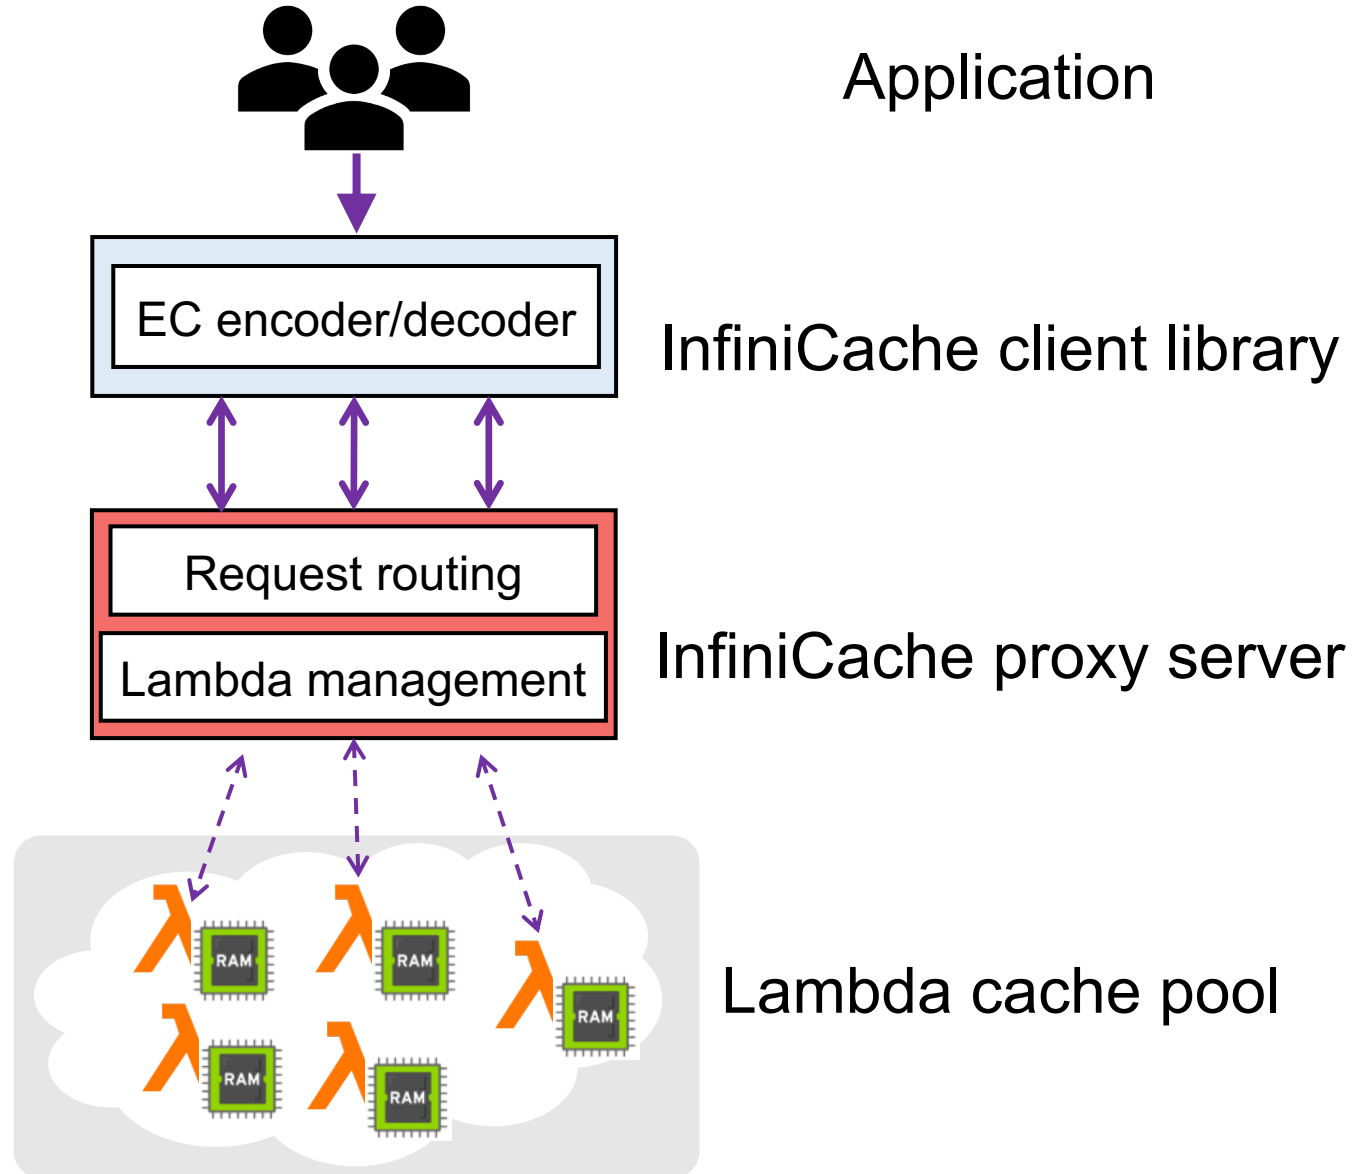 Application
EC encoder/decoder
InfiniCache client library
Request routing
InfiniCache proxy server
Lambda management
RAM
RAM
RAM
Lambda cache pool
RAM
RAM